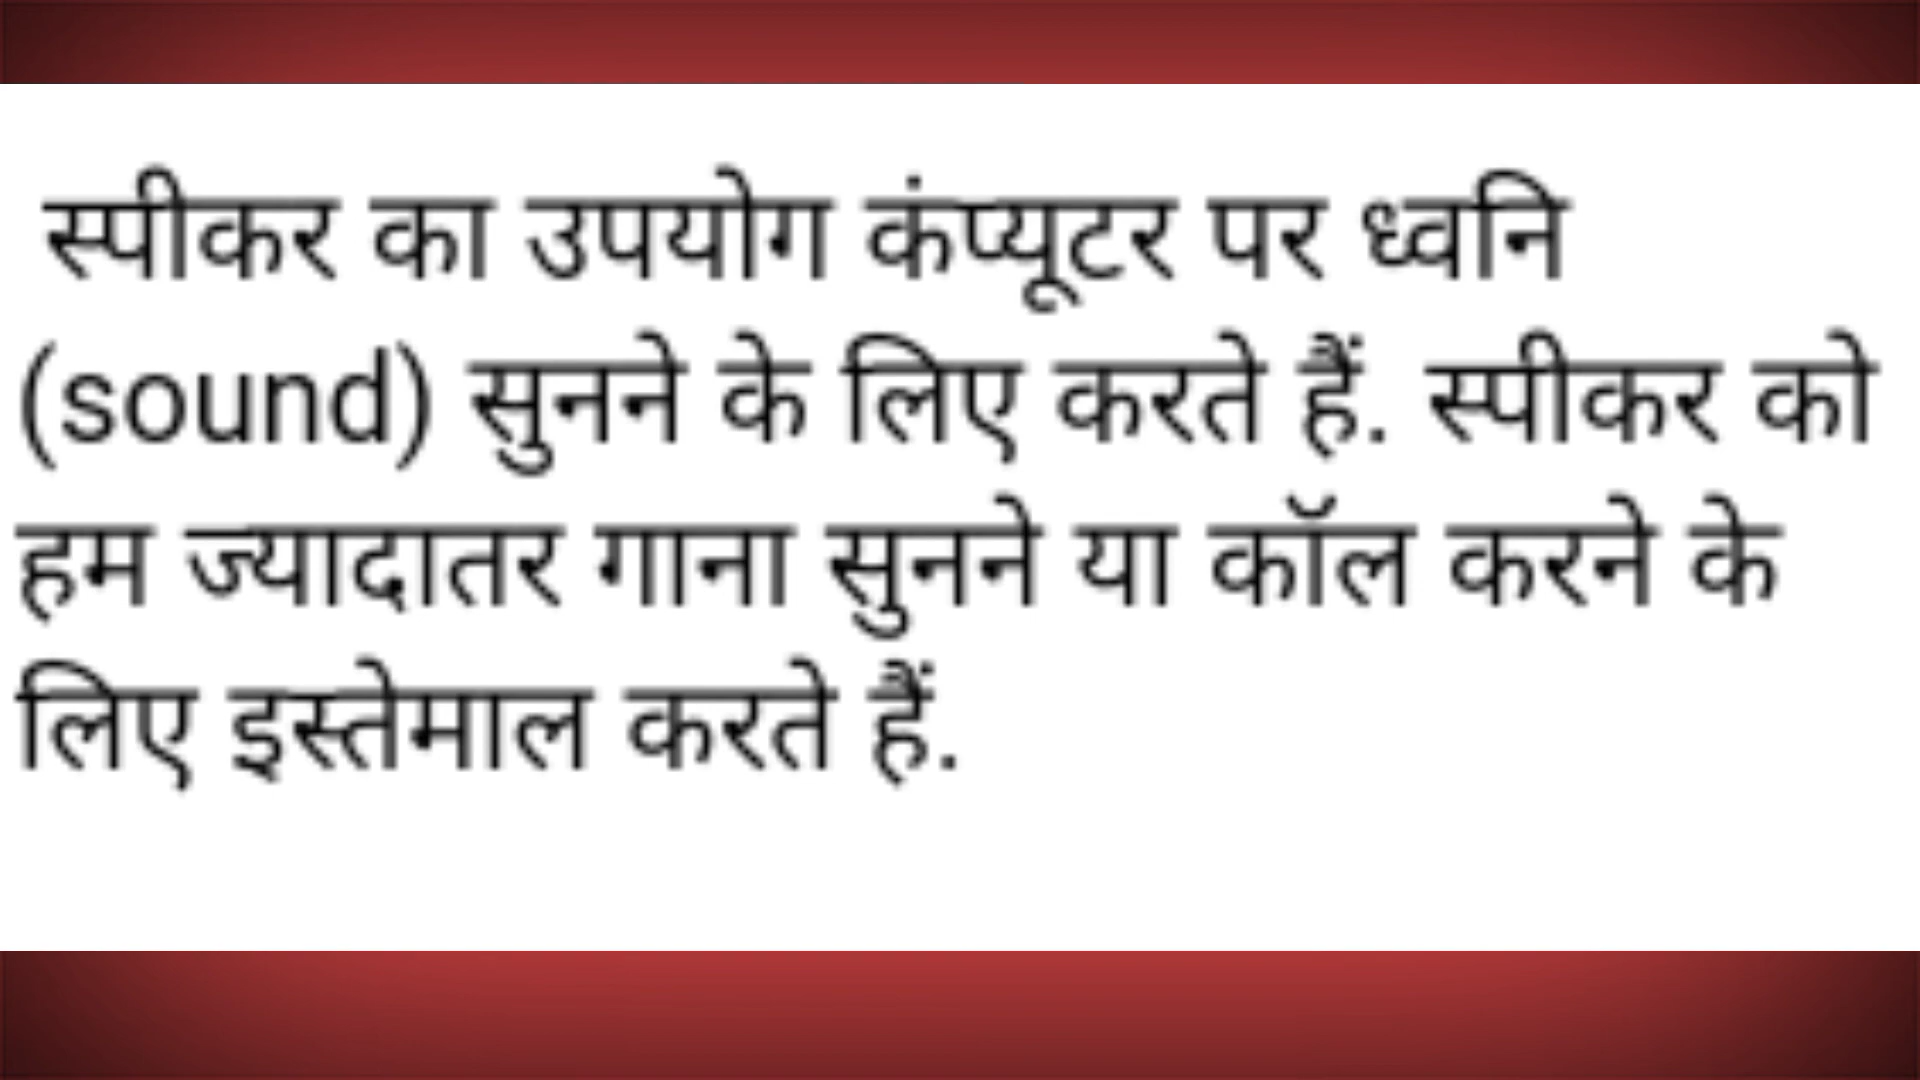 स्पीकर का उपयोग कंप्यूटर पर ध्वनि
(sound) सुनने के लिए करते हैं. स्पीकर को
हम ज्यादातर गाना सुनने या कॉल करने के
लिए इस्तेमाल करते हैं.